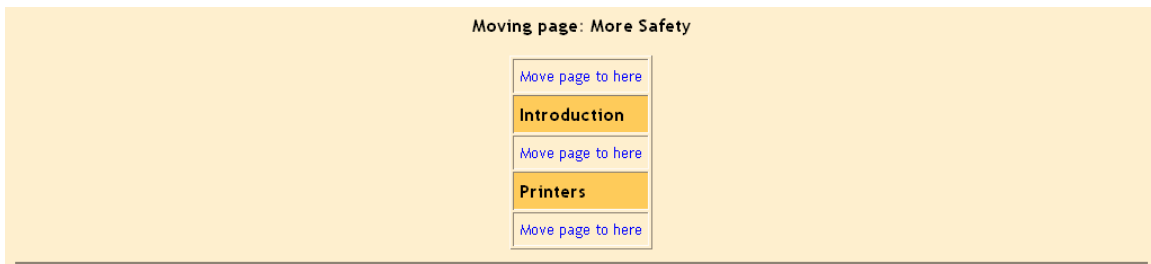 Moving page: More Safety
Move page to here
Introduction
Move page to here
Printers
Move page to here